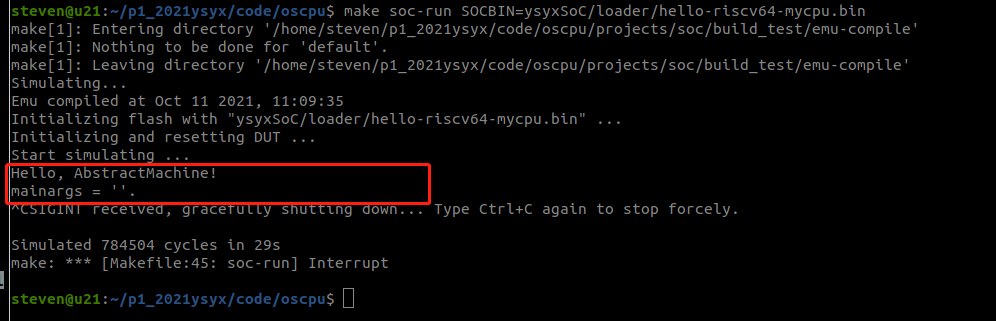 steven@u21:~/p1_2021ysyx/code/oscpu$ make soc-run SOCBIN=ysyxSoC/loader/hello-riscv64-mycpu.bin
make[1]: Entering directory '/home/steven/p1_2021ysyx/code/oscpu/projects/soc/build_test/emu-compile'
make[1]: Nothing to be done for 'default'.
make[1]: Leaving directory '/home/steven/p1_2021ysyx/code/oscpu/projects/soc/build_test/emu-compile'
Simulating...
Emu compiled at Oct 11 2021, 11:09:35
Initializing flash with "ysyxSoC/loader/hello-riscv64-mycpu.bin" ...
Initializing and resetting DUT ...
Start simulating ...
Hello, AbstractMachine!
mainargs = ''.
^CSIGINT received, gracefully shutting down... Type Ctrl+C again to stop forcely.
Simulated 784504 cycles in 29s
make: *** [Makefile:45: soc-run] Interrupt
steven@u21:~/p1_2021ysyx/code/oscpu$